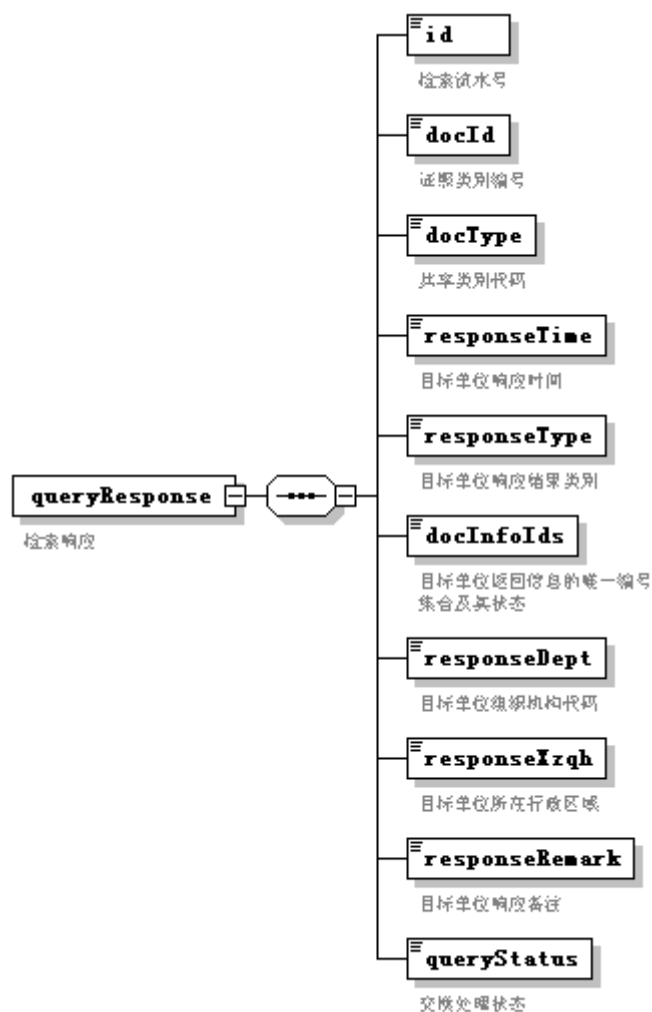 id
检索流水号
docId
证照类别编号
docType
共享类别代码
responseTime
目标单位响应时间
responseType
目标单位响应结果类别
queryResponse
检索响应
docInfoIds
目标单位返回信息的唯一编号
集合及其状态
responseDept
目标单位组织机构代码
responseXzqh
目标单位所在行政区域
responseRemark
目标单位响应备注
queryStatus
交换处理状态